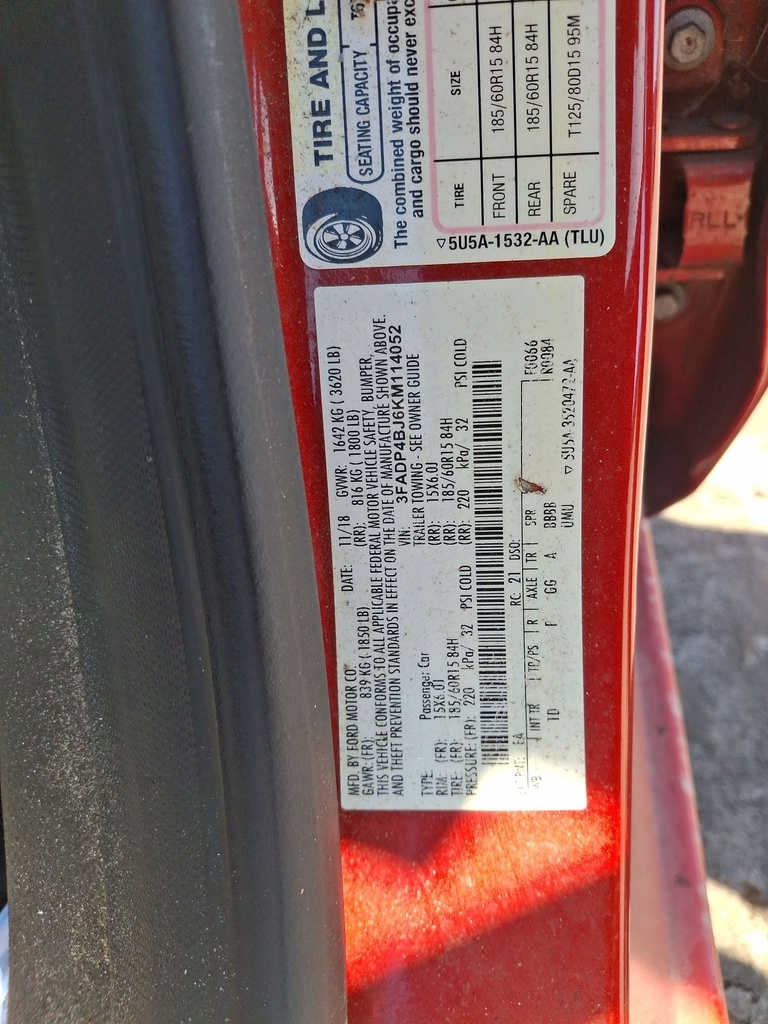 TIRE AND L
SEATING CAPACITY TOT
The combined weight of occupa
and cargo should never exc
TIRE SIZE
FRONT 185/60R15 84H
REAR 185/60R15 84H
SPARE T125/80D15 95M
▽5U5A-1532-AA (TLU)
MFD. BY FORD MOTOR CO. DATE: 11/18 GVWR: 1642 KG ( 3620 LB)
GAWR: (FR): 839 KG ( 1850 LB) (RR): 816 KG ( 1800 LB)
THIS VEHICLE CONFORMS TO ALL APPLICABLE FEDERAL MOTOR VEHICLE SAFETY, BUMPER,
AND THEFT PREVENTION STANDARDS IN EFFECT ON THE DATE OF MANUFACTURE SHOWN ABOVE.
VIN: 3FADP4BJ6KM114052
TYPE: Passenger Car TRAILER TOWING - SEE OWNER GUIDE
RIM: (FR): 15X6.0J (RR): 15X6.0J
TIRE: (FR): 185/60R15 84H (RR): 185/60R15 84H
PRESSURE: (FR): 220 kPa/ 32 PSI COLD (RR): 220 kPa/ 32 PSI COLD
EA RC: 21 DSO: F0066
WB INT TR TP/PS R AXLE TR SPR K0084
TD F GG A BBBB
UMU ▽ 5U5A-3520472-AA
RLL